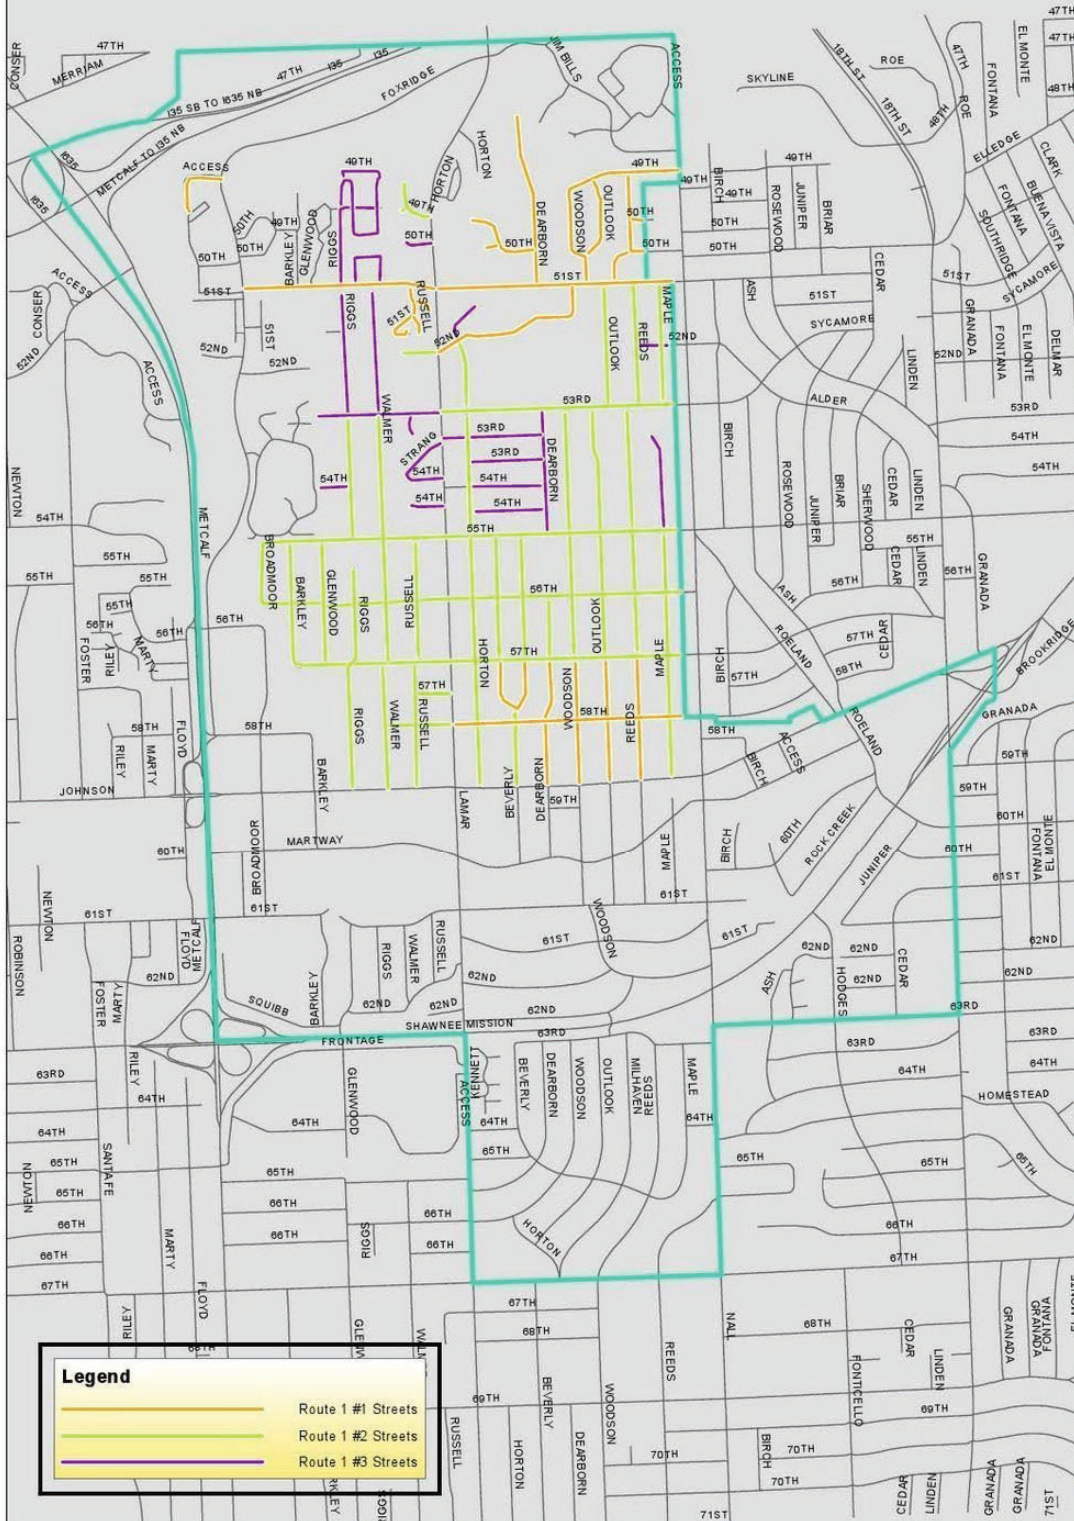 47TH
47TH
CONSER
MERRIAM
47TH
I35
I35
JIM BILLS
ACCESS
SKYLINE
18TH ST
ROE
47TH
FONTANA
EL MONTE
47TH
48TH
I35 SB TO I635 NB
FOXRIDGE
METCALF TO I35 NB
18TH ST
48TH
ROE
ELLEDGE
CLARK
I635
I635
ACCESS
49TH
HORTON
HORTON
49TH
49TH
49TH
BIRCH
49TH
49TH
ROSEWOOD
JUNIPER
BRIAR
FONTANA
BUENA VISTA
SOUTHRIDGE
50TH
50TH
49TH
BARKLEY
GLENWOOD
RIGGS
50TH
50TH
DEARBORN
WOODSON
OUTLOOK
50TH
50TH
50TH
50TH
CEDAR
ACCESS
51ST
51ST
51ST
51ST
SYCAMORE
CONSER
RIGGS
51ST
RUSSELL
52ND
51ST
OUTLOOK
REEDS
MAPLE
52ND
ASH
SYCAMORE
LINDEN
GRANADA
FONTANA
ELMONTE
DELMAR
52ND
52ND
52ND
52ND
ACCESS
WALMER
53RD
ALDER
53RD
54TH
54TH
STRANG
53RD
53RD
54TH
54TH
54TH
54TH
54TH
DEARBORN
BIRCH
ROSEWOOD
JUNIPER
BRIAR
SHERWOOD
CEDAR
LINDEN
NEWTON
54TH
METCALF
55TH
55TH
55TH
55TH
55TH
55TH
CEDAR
LINDEN
56TH
56TH
GRANADA
BROADMOOR
BARKLEY
GLENWOOD
RIGGS
RUSSELL
56TH
OUTLOOK
ASH
56TH
56TH
56TH
FOSTER
RILEY
MARTY
ROELAND
57TH
58TH
CEDAR
BROOKRIDGE
HORTON
57TH
57TH
WOODSON
MAPLE
BIRCH
57TH
58TH
58TH
58TH
58TH
RIGGS
WALMER
RUSSELL
REEDS
ROELAND
GRANADA
RILEY
MARTY
FLOYD
BARKLEY
BEVERLY
DEARBORN
BIRCH
ACCESS
59TH
59TH
59TH
JOHNSON
LAMAR
MARTWAY
60TH
BROADMOOR
MAPLE
BIRCH
60TH
ROCK CREEK
JUNIPER
60TH
60TH
FONTANA
ELMONTE
61ST
NEWTON
61ST
61ST
61ST
WOODSON
61ST
61ST
ROBINSON
FLOYD
METCALF
RIGGS
WALMER
RUSSELL
62ND
62ND
62ND
62ND
62ND
FOSTER
MARTY
62ND
SQUIBB
BARKLEY
62ND
62ND
62ND
ASH
HODGES
CEDAR
63RD
SHAWNEE MISSION
63RD
FRONTAGE
63RD
63RD
RILEY
63RD
KENNETT
ACCESS
BEVERLY
DEARBORN
WOODSON
OUTLOOK
MILHAVEN
REEDS
MAPLE
64TH
64TH
HOMESTEAD
64TH
GLENWOOD
64TH
64TH
64TH
64TH
65TH
SANTA FE
65TH
65TH
65TH
65TH
65TH
NEWTON
65TH
66TH
66TH
66TH
66TH
66TH
66TH
66TH
RIGGS
MARTY
HORTON
67TH
67TH
67TH
FLOYD
RILEY
68TH
NALL
68TH
68TH
REEDS
CEDAR
LINDEN
GRANADA
GRANADA
FONTANA
FONTICELLO
69TH
69TH
RUSSELL
BEVERLY
WOODSON
HORTON
DEARBORN
70TH
BIRCH
70TH
70TH
CEDAR
LINDEN
GRANADA
GRANADA
71ST
71ST
Legend
Route 1 #1 Streets
Route 1 #2 Streets
Route 1 #3 Streets